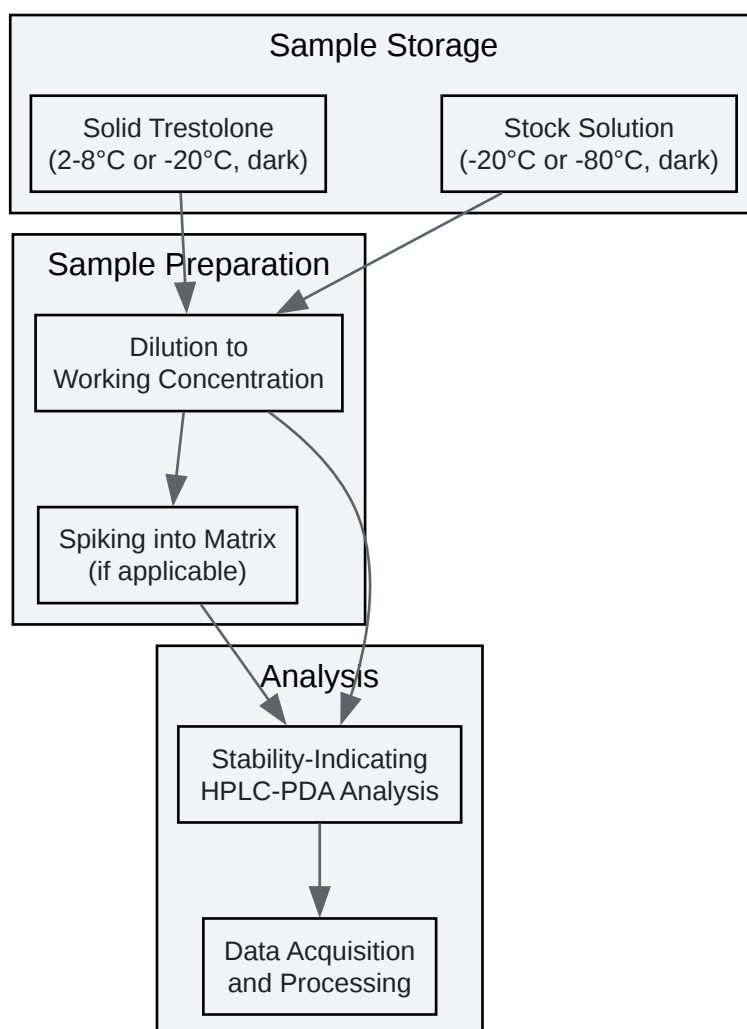 Sample Storage
Solid Trestolone
(2-8°C or -20°C, dark)
Stock Solution
(-20°C or -80°C, dark)
Sample Preparation
Dilution to
Working Concentration
Spiking into Matrix
(if applicable)
Analysis
Stability-Indicating
HPLC-PDA Analysis
Data Acquisition
and Processing